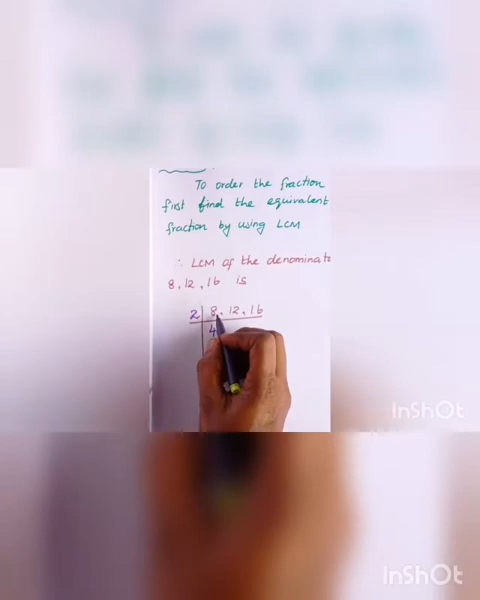 To order the fraction
first find the equivalent
fraction by using LCM
∴ LCM of the denominate
8, 12, 16 is
2 8, 12, 16
4
InShOt
InShOt